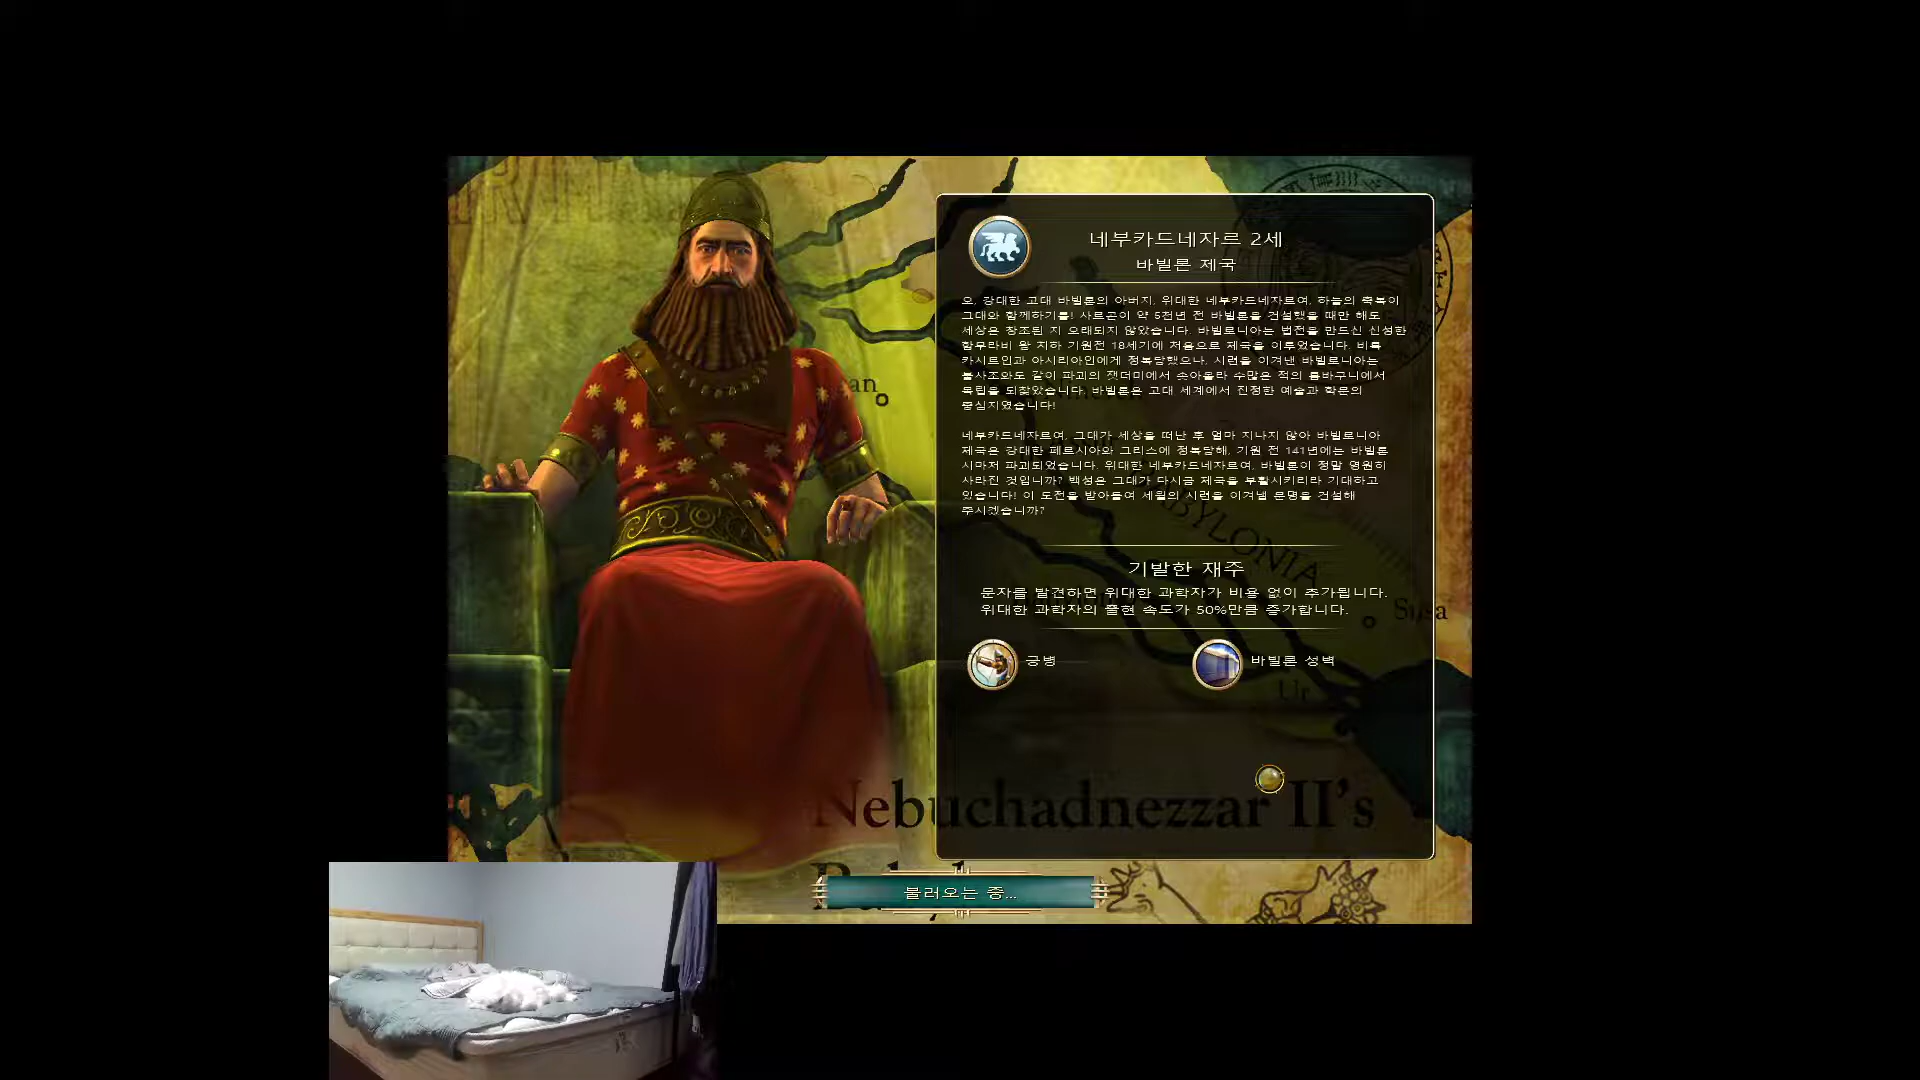 네부카드네자르 2세
바빌론 제국
오, 강대한 고대 바빌론의 아버지, 위대한 네부카드네자르여, 하늘의 축복이
그대와 함께하기를! 사르곤이 약 5천년 전 바빌론을 건설했을 때만 해도
세상은 창조된 지 오래되지 않았습니다. 바빌로니아는 법전을 만드신 신성한
함무라비 왕 치하 기원전 18세기에 처음으로 제국을 이루었습니다. 비록
카시트인과 아시리아인에게 정복당했으나, 시련을 이겨낸 바빌로니아는
불사조와도 같이 파괴의 잿더미에서 솟아올라 수많은 적의 틈바구니에서
독립을 되찾았습니다. 바빌론은 고대 세계에서 진정한 예술과 학문의
중심지였습니다!
네부카드네자르여, 그대가 세상을 떠난 후 얼마 지나지 않아 바빌로니아
제국은 강대한 페르시아와 그리스에 정복당해, 기원 전 141년에는 바빌론
시마저 파괴되었습니다. 위대한 네부카드네자르여, 바빌론이 정말 영원히
사라진 것입니까? 백성은 그대가 다시금 제국을 부활시키리라 기대하고
있습니다! 이 도전을 받아들여 세월의 시련을 이겨낼 문명을 건설해
주시겠습니까?
BABYLONIA
기발한 재주
문자를 발견하면 위대한 과학자가 비용 없이 추가됩니다.
위대한 과학자의 출현 속도가 50%만큼 증가합니다.
Susa
궁병
바빌론 성벽
Ur
Nebuchadnezzar II's
불러오는 중...